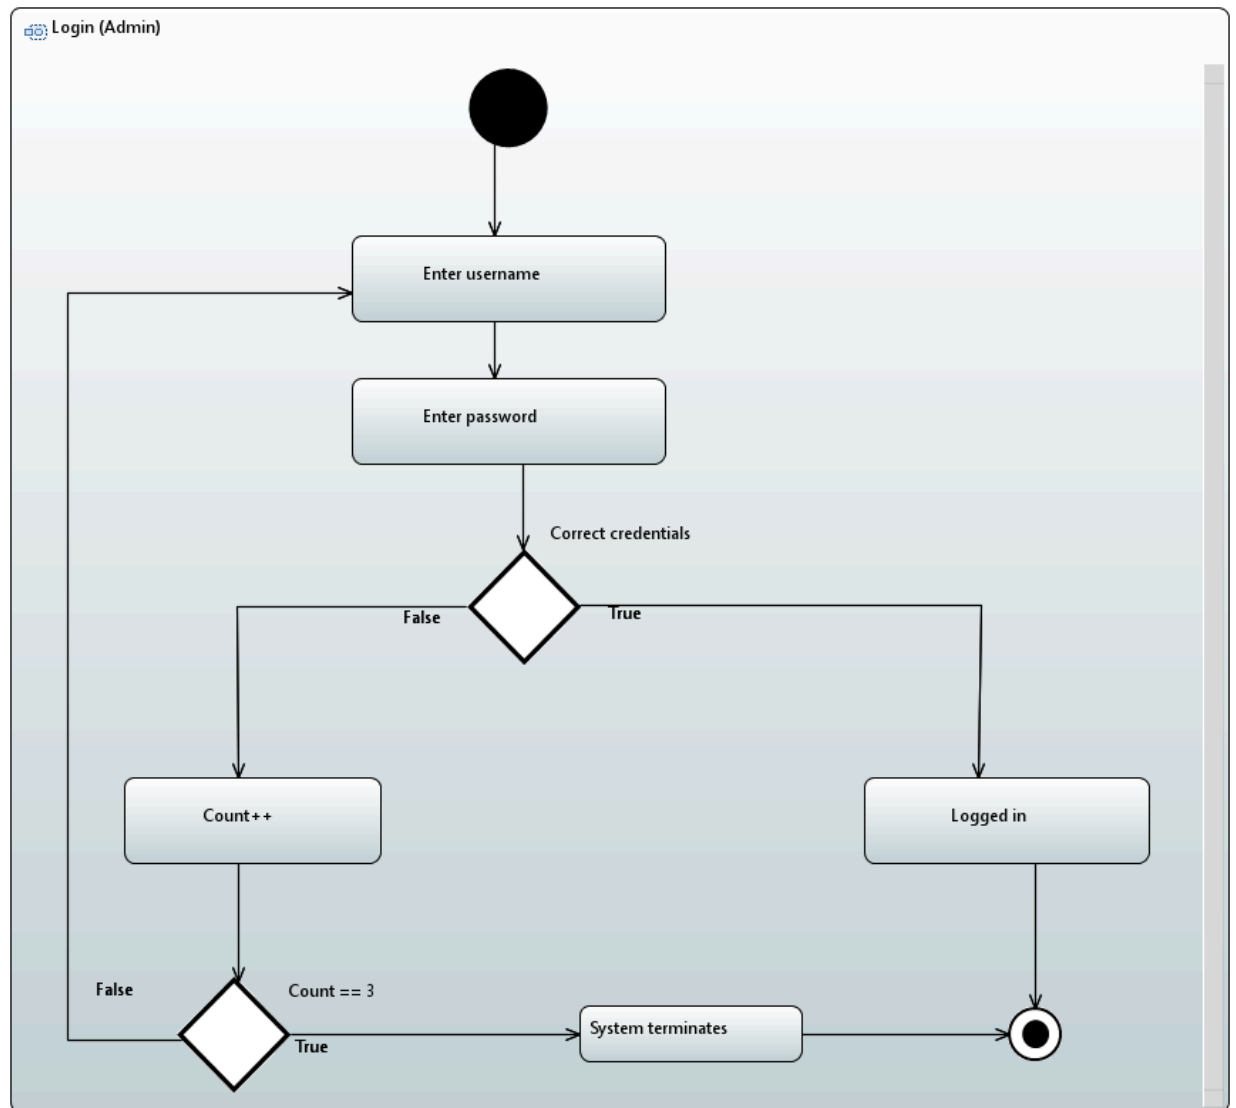 Login (Admin)
Enter username
Enter password
Correct credentials
False
True
Count++
Logged in
False
Count == 3
System terminates
True